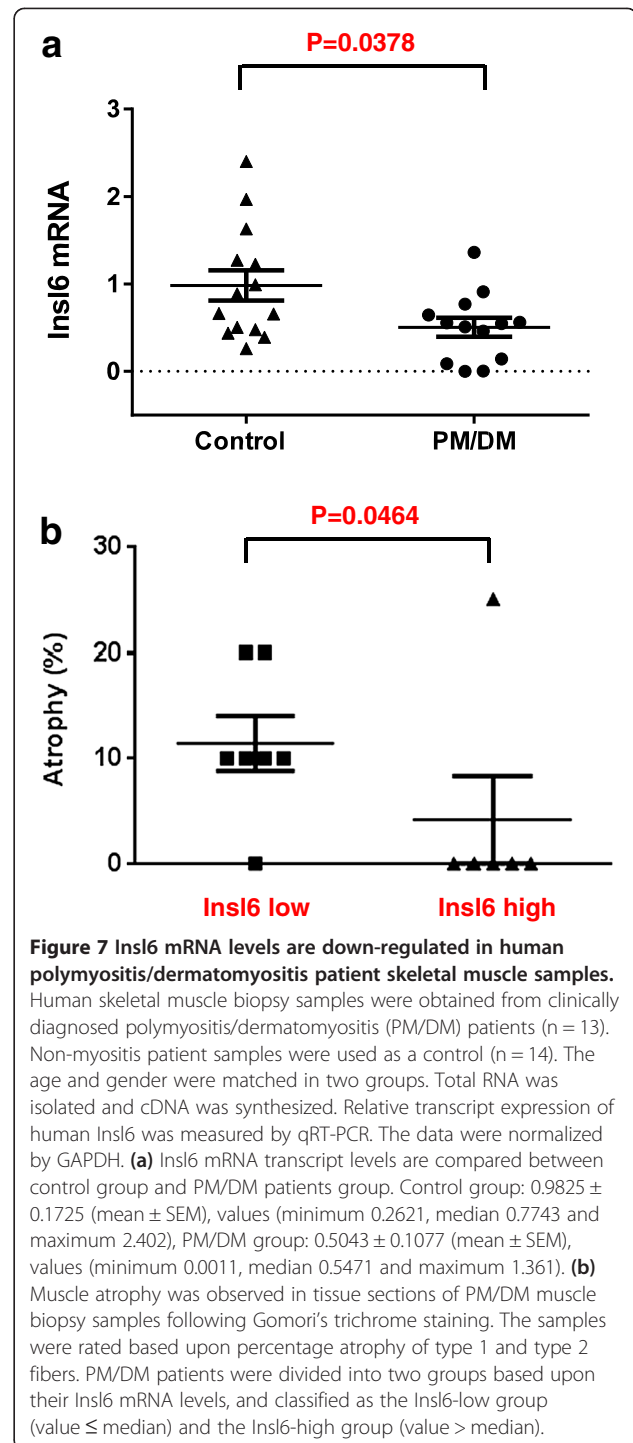 a
P=0.0378
3
2
1
0
Insl6 mRNA
Control PM/DM
b
P=0.0464
30
20
10
0
Atrophy (%)
Insl6 low Insl6 high
Figure 7 Insl6 mRNA levels are down-regulated in human
polymyositis/dermatomyositis patient skeletal muscle samples.
Human skeletal muscle biopsy samples were obtained from clinically
diagnosed polymyositis/dermatomyositis (PM/DM) patients (n = 13).
Non-myositis patient samples were used as a control (n = 14). The
age and gender were matched in two groups. Total RNA was
isolated and cDNA was synthesized. Relative transcript expression of
human Insl6 was measured by qRT-PCR. The data were normalized
by GAPDH. (a) Insl6 mRNA transcript levels are compared between
control group and PM/DM patients group. Control group: 0.9825 ±
0.1725 (mean ± SEM), values (minimum 0.2621, median 0.7743 and
maximum 2.402), PM/DM group: 0.5043 ± 0.1077 (mean ± SEM),
values (minimum 0.0011, median 0.5471 and maximum 1.361). (b)
Muscle atrophy was observed in tissue sections of PM/DM muscle
biopsy samples following Gomori's trichrome staining. The samples
were rated based upon percentage atrophy of type 1 and type 2
fibers. PM/DM patients were divided into two groups based upon
their Insl6 mRNA levels, and classified as the Insl6-low group
(value ≤ median) and the Insl6-high group (value > median).